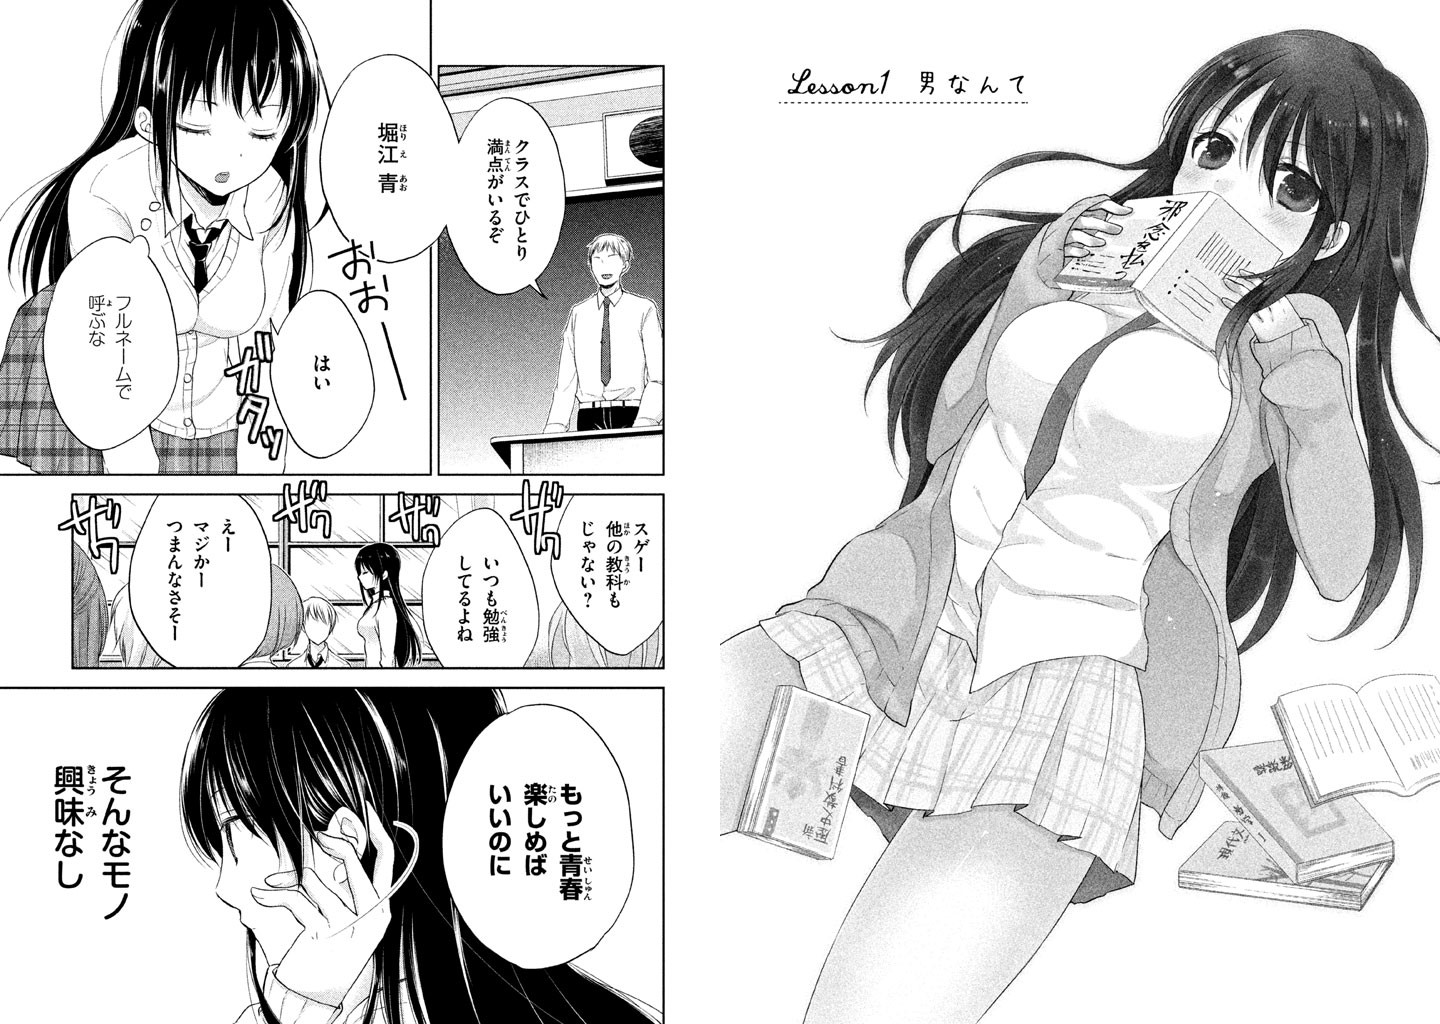 Lesson1 男なんて
邪念を払
歴史教科書
クラスでひとり
満点がいるぞ
堀江 青
おおー
はい
ガタッ
フルネームで
呼ぶな
スゲー
他の教科も
じゃない?
いつも勉強
してるよね
えー
マジかー
つまんなさそー
ザワ
ザワ
ザワ
ザワ
もっと青春
楽しめば
いいのに
そんなモノ
興味なし